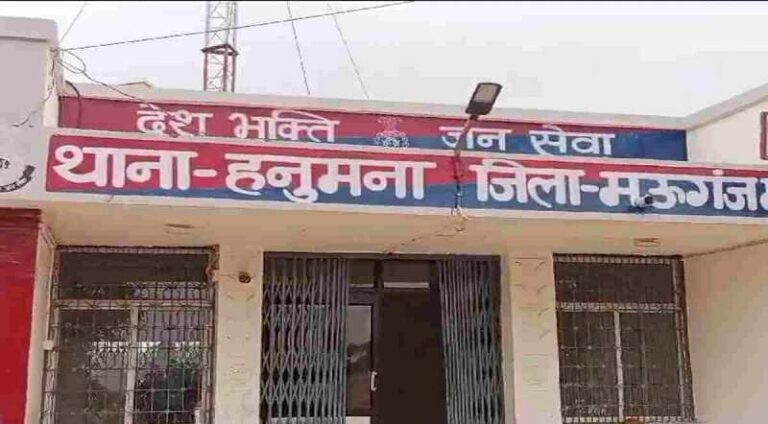 देश भक्ति जन सेवा
थाना-हनुमना जिला-मऊगंज